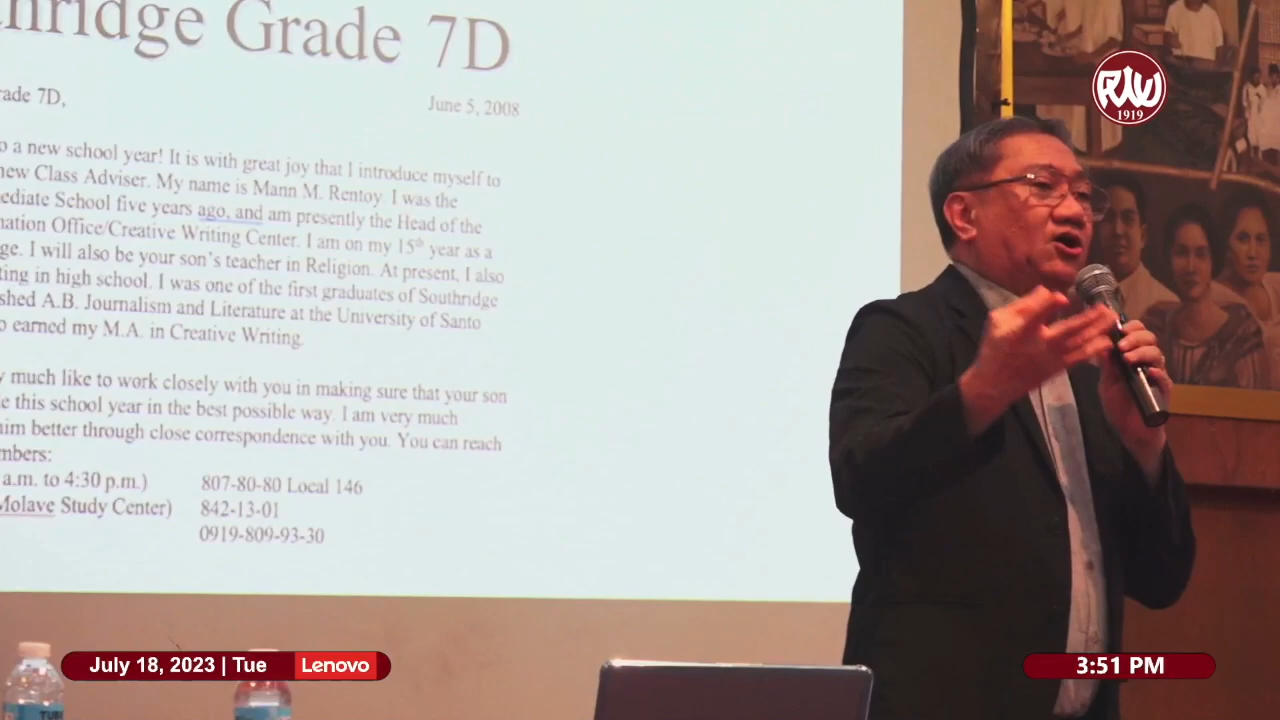 hridge Grade 7D
rade 7D,
June 5, 2008
o a new school year! It is with great joy that I introduce myself to
new Class Adviser. My name is Mann M. Rentoy. I was the
ediate School five years ago, and am presently the Head of the
nation Office/Creative Writing Center. I am on my 15th year as a
ge. I will also be your son's teacher in Religion. At present, I also
ting in high school. I was one of the first graduates of Southridge
shed A.B. Journalism and Literature at the University of Santo
o earned my M.A. in Creative Writing.
y much like to work closely with you in making sure that your son
e this school year in the best possible way. I am very much
him better through close correspondence with you. You can reach
mbers:
a.m. to 4:30 p.m.) 807-80-80 Local 146
Molave Study Center) 842-13-01
0919-809-93-30
1919
July 18, 2023 | Tue Lenovo
3:51 PM